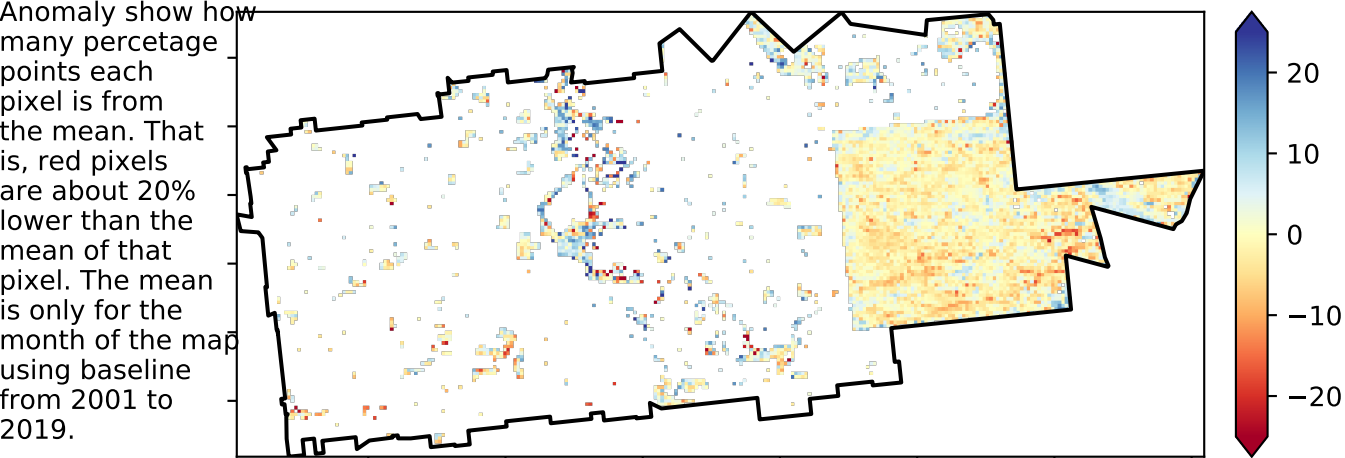 Anomaly show how
many percetage
points each
pixel is from
the mean. That
is, red pixels
are about 20%
lower than the
mean of that
pixel. The mean
is only for the
month of the map
using baseline
from 2001 to
2019.
20
10
0
−10
−20